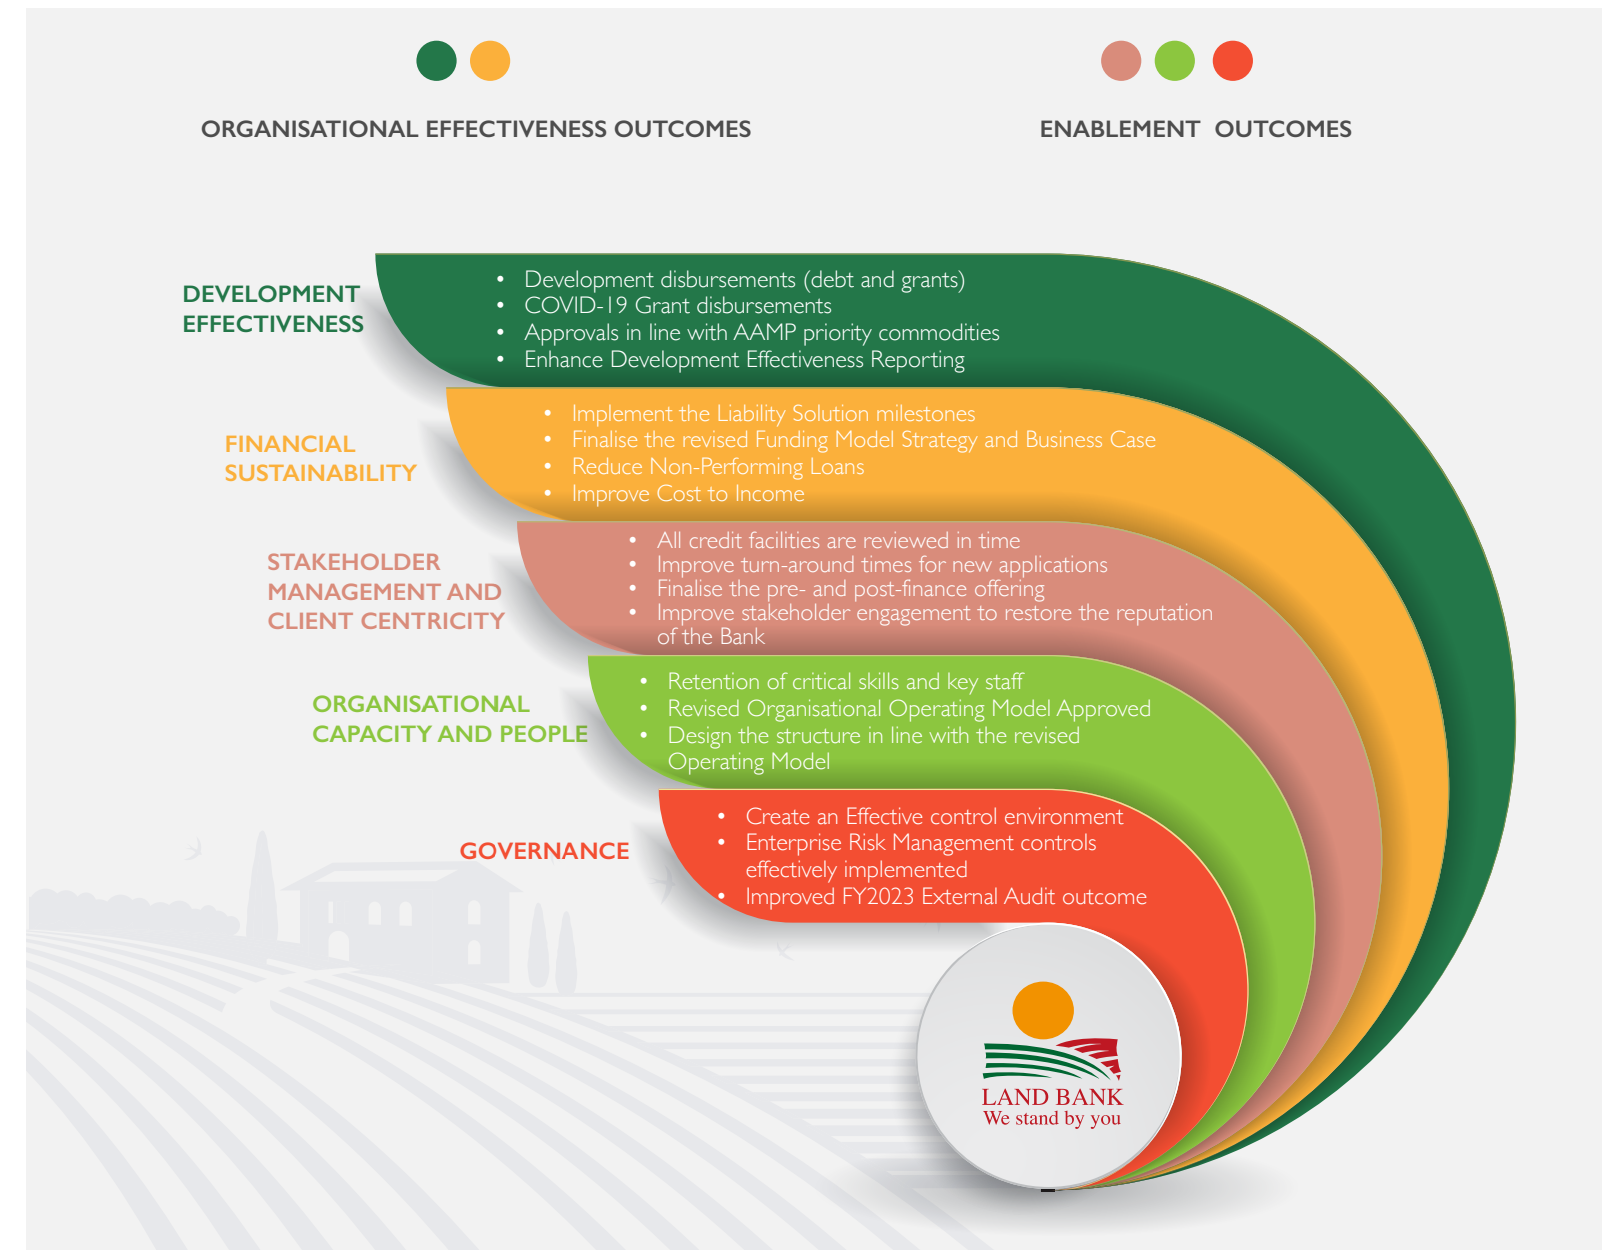 ORGANISATIONAL EFFECTIVENESS OUTCOMES
ENABLEMENT OUTCOMES
DEVELOPMENT
EFFECTIVENESS
• Development disbursements (debt and grants)
• COVID-19 Grant disbursements
• Approvals in line with AAMP priority commodities
• Enhance Development Effectiveness Reporting
FINANCIAL
SUSTAINABILITY
• Implement the Liability Solution milestones
• Finalise the revised Funding Model Strategy and Business Case
• Reduce Non-Performing Loans
• Improve Cost to Income
STAKEHOLDER
MANAGEMENT AND
CLIENT CENTRICITY
• All credit facilities are reviewed in time
• Improve turn-around times for new applications
• Finalise the pre- and post-finance offering
• Improve stakeholder engagement to restore the reputation
of the Bank
ORGANISATIONAL
CAPACITY AND PEOPLE
• Retention of critical skills and key staff
• Revised Organisational Operating Model Approved
• Design the structure in line with the revised
Operating Model
GOVERNANCE
• Create an Effective control environment
• Enterprise Risk Management controls
effectively implemented
• Improved FY2023 External Audit outcome
LAND BANK
We stand by you